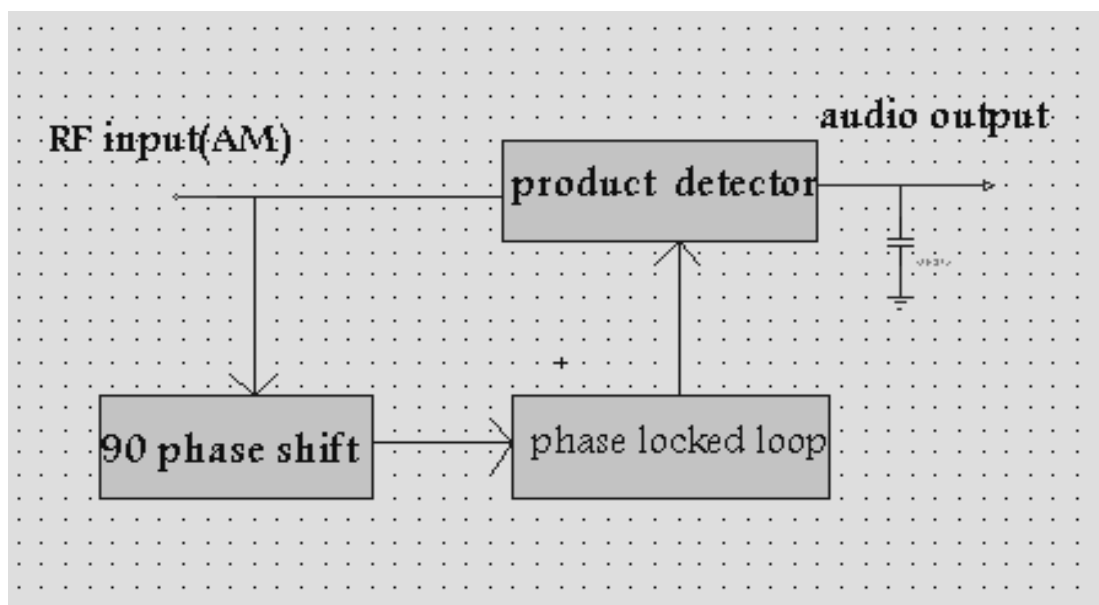 RF input(AM)
audio output
product detector
90 phase shift
phase locked loop